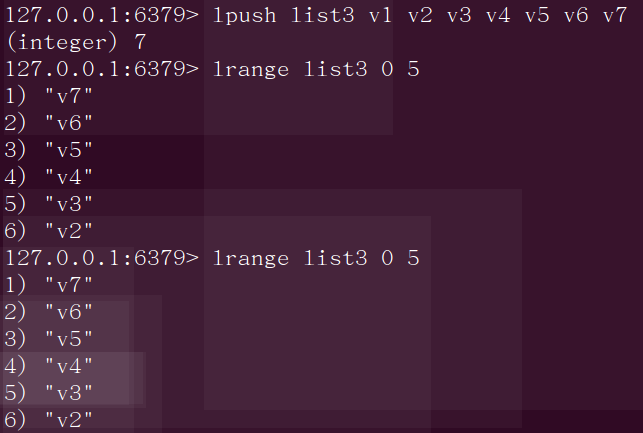 127.0.0.1:6379> lpush list3 v1 v2 v3 v4 v5 v6 v7
(integer) 7
127.0.0.1:6379> lrange list3 0 5
1) "v7"
2) "v6"
3) "v5"
4) "v4"
5) "v3"
6) "v2"
127.0.0.1:6379> lrange list3 0 5
1) "v7"
2) "v6"
3) "v5"
4) "v4"
5) "v3"
6) "v2"